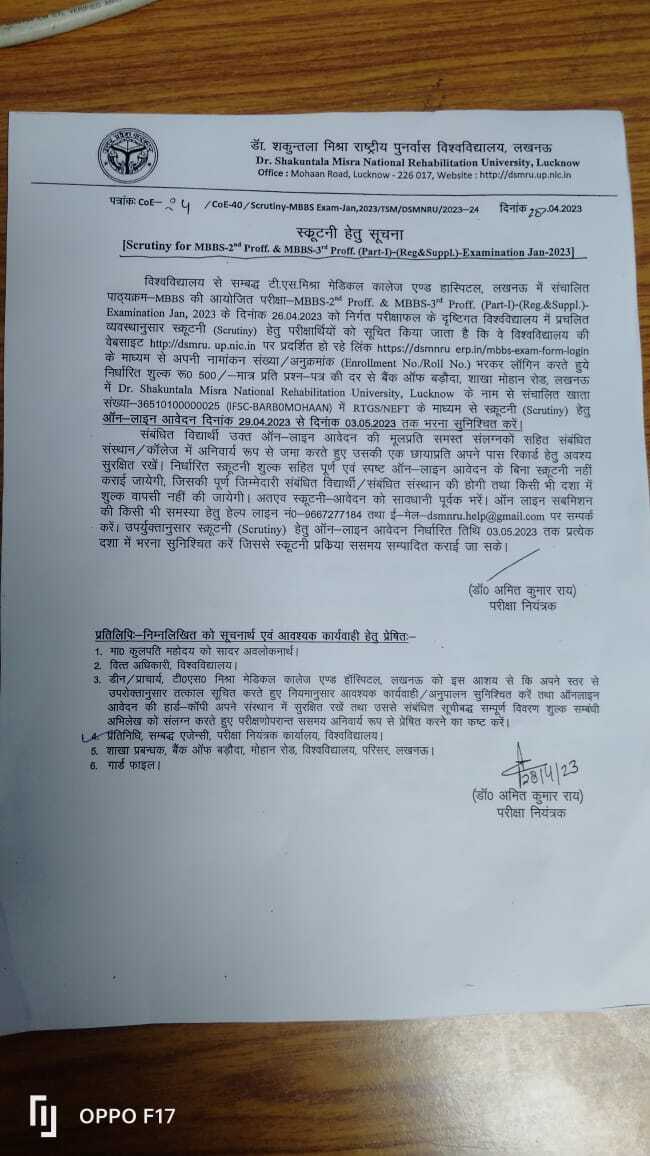 डॉ. शकुन्तला मिश्रा राष्ट्रीय पुनर्वास विश्वविद्यालय, लखनऊ
Dr. Shakuntala Misra National Rehabilitation University, Lucknow
Office : Mohaan Road, Lucknow - 226 017, Website : http://dsmru.up.nic.in
पत्रांकः CoE- 04 /CoE-40/Scrutiny-MBBS Exam-Jan,2023/TSM/DSMNRU/2023-24 दिनांक 28.04.2023
स्क्रूटनी हेतु सूचना
[Scrutiny for MBBS-2nd Proff. & MBBS-3rd Proff. (Part-I)-(Reg&Suppl.)-Examination Jan-2023]
विश्वविद्यालय से सम्बद्ध टी.एस.मिश्रा मेडिकल कालेज एण्ड हास्पिटल, लखनऊ में संचालित
पाठ्यक्रम-MBBS की आयोजित परीक्षा-MBBS-2nd Proff. & MBBS-3rd Proff. (Part-I)-(Reg.&Suppl.)-
Examination Jan, 2023 के दिनांक 26.04.2023 को निर्गत परीक्षाफल के दृष्टिगत विश्वविद्यालय में प्रचलित
व्यवस्थानुसार स्क्रूटनी (Scrutiny) हेतु परीक्षार्थियों को सूचित किया जाता है कि वे विश्वविद्यालय की
वेबसाइट http://dsmru. up.nic.in पर प्रदर्शित हो रहे लिंक https://dsmnru erp.in/mbbs-exam-form-login
के माध्यम से अपनी नामांकन संख्या/अनुक्रमांक (Enrollment No./Roll No.) भरकर लॉगिन करते हुये
निर्धारित शुल्क रू0 500/-मात्र प्रति प्रश्न-पत्र की दर से बैंक ऑफ बड़ौदा, शाखा मोहान रोड, लखनऊ
में Dr. Shakuntala Misra National Rehabilitation University, Lucknow के नाम से संचालित खाता
संख्या-36510100000025 (IFSC-BARB0MOHAAN) में RTGS/NEFT के माध्यम से स्क्रूटनी (Scrutiny) हेतु
ऑन-लाइन आवेदन दिनांक 29.04.2023 से दिनांक 03.05.2023 तक भरना सुनिश्चित करें।
संबंधित विद्यार्थी उक्त ऑन-लाइन आवेदन की मूलप्रति समस्त संलग्नकों सहित संबंधित
संस्थान/कॉलेज में अनिवार्य रूप से जमा करते हुए उसकी एक छायाप्रति अपने पास रिकार्ड हेतु अवश्य
सुरक्षित रखें। निर्धारित स्क्रूटनी शुल्क सहित पूर्ण एवं स्पष्ट ऑन-लाइन आवेदन के बिना स्क्रूटनी नहीं
कराई जायेगी, जिसकी पूर्ण जिम्मेदारी संबंधित विद्यार्थी/संबंधित संस्थान की होगी तथा किसी भी दशा में
शुल्क वापसी नहीं की जायेगी। अतएव स्क्रूटनी-आवेदन को सावधानी पूर्वक भरें। ऑन लाइन सबमिशन
की किसी भी समस्या हेतु हेल्प लाइन नं0-9667277184 तथा ई-मेल-dsmnru.help@gmail.com पर सम्पर्क
करें। उपर्युक्तानुसार स्क्रूटनी (Scrutiny) हेतु ऑन-लाइन आवेदन निर्धारित तिथि 03.05.2023 तक प्रत्येक
दशा में भरना सुनिश्चित करें जिससे स्क्रूटनी प्रकिया ससमय सम्पादित कराई जा सके।
(डॉ0 अमित कुमार राय)
परीक्षा नियंत्रक
प्रतिलिपिः-निम्नलिखित को सूचनार्थ एवं आवश्यक कार्यवाही हेतु प्रेषितः-
1. मा0 कुलपति महोदय को सादर अवलोकनार्थ।
2. वित्त अधिकारी, विश्वविद्यालय।
3. डीन/प्राचार्य, टी0एस0 मिश्रा मेडिकल कालेज एण्ड हॉस्पिटल, लखनऊ को इस आशय से कि अपने स्तर से
उपरोक्तानुसार तत्काल सूचित करते हुए नियमानुसार आवश्यक कार्यवाही/अनुपालन सुनिश्चित करें तथा ऑनलाइन
आवेदन की हार्ड-कॉपी अपने संस्थान में सुरक्षित रखें तथा उससे संबंधित सूचीबद्ध सम्पूर्ण विवरण शुल्क सम्बंधी
अभिलेख को संलग्न करते हुए परीक्षणोपरान्त ससमय अनिवार्य रूप से प्रेषित करने का कष्ट करें।
4. प्रतिनिधि, सम्बद्ध एजेन्सी, परीक्षा नियंत्रक कार्यालय, विश्वविद्यालय।
5. शाखा प्रबन्धक, बैंक ऑफ बड़ौदा, मोहान रोड, विश्वविद्यालय, परिसर, लखनऊ।
6. गार्ड फाइल।
28/4/23
(डॉ0 अमित कुमार राय)
परीक्षा नियंत्रक
OPPO F17